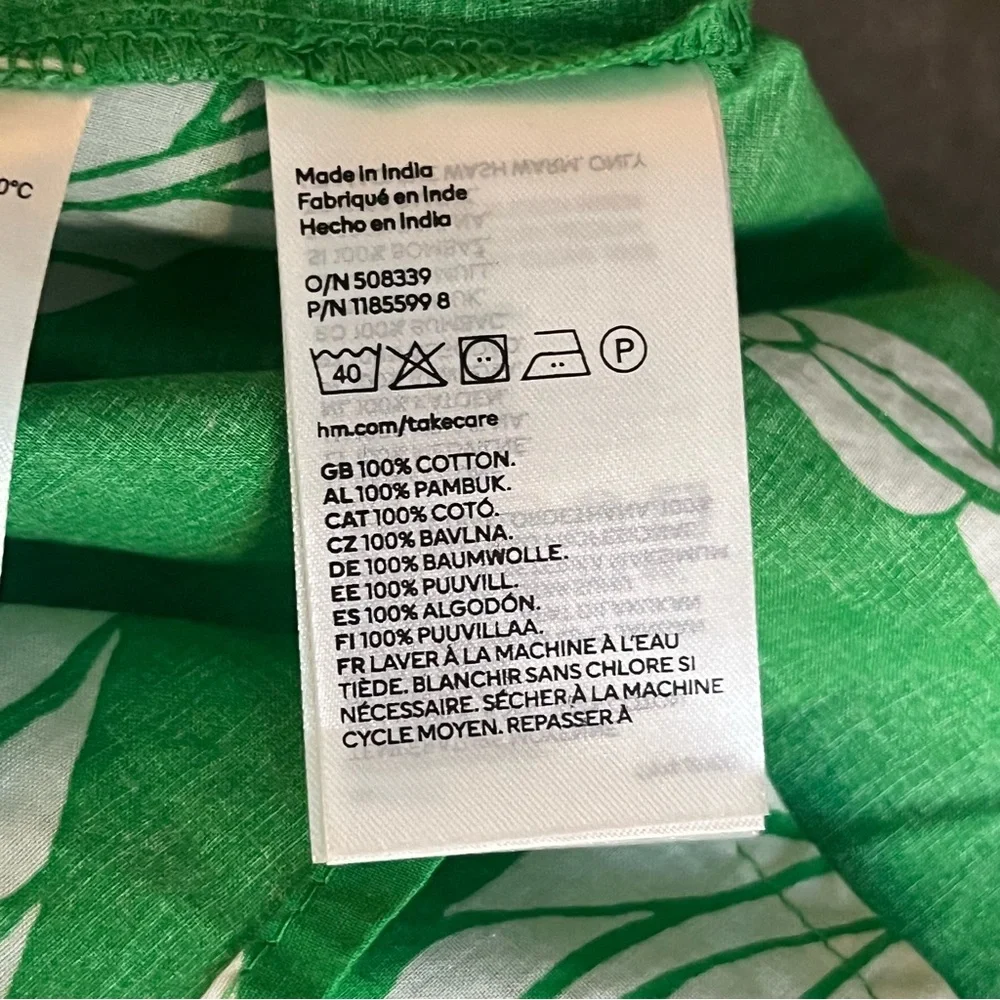 0°C
Made in India
Fabriqué en Inde
Hecho en India
O/N 508339
P/N 1185599 8
40
P
hm.com/takecare
GB 100% COTTON.
AL 100% PAMBUK.
CAT 100% COTÓ.
CZ 100% BAVLNA.
DE 100% BAUMWOLLE.
EE 100% PUUVILL.
ES 100% ALGODÓN.
FI 100% PUUVILLAA.
FR LAVER À LA MACHINE À L'EAU
TIÈDE. BLANCHIR SANS CHLORE SI
NÉCESSAIRE. SÉCHER À LA MACHINE
CYCLE MOYEN. REPASSER À